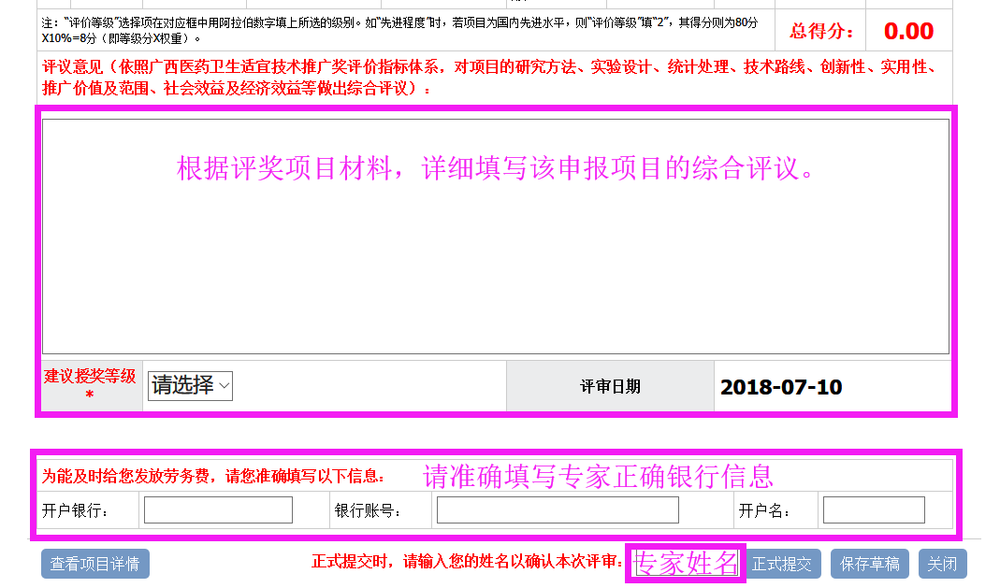 注：“评价等级”选择项在对应框中用阿拉伯数字填上所选的级别。如“先进程度”时，若项目为国内先进水平，则“评价等级”填“2”，其得分则为80分
X10%=8分（即等级分X权重）。
总得分： 0.00
评议意见（依照广西医药卫生适宜技术推广奖评价指标体系，对项目的研究方法、实验设计、统计处理、技术路线、创新性、实用性、
推广价值及范围、社会效益及经济效益等做出综合评议）：
根据评奖项目材料，详细填写该申报项目的综合评议。
建议授奖等级
*
请选择
评审日期
2018-07-10
为能及时给您发放劳务费，请您准确填写以下信息：
请准确填写专家正确银行信息
开户银行：
银行账号：
开户名：
查看项目详情
正式提交时，请输入您的姓名以确认本次评审：
专家姓名
正式提交
保存草稿
关闭